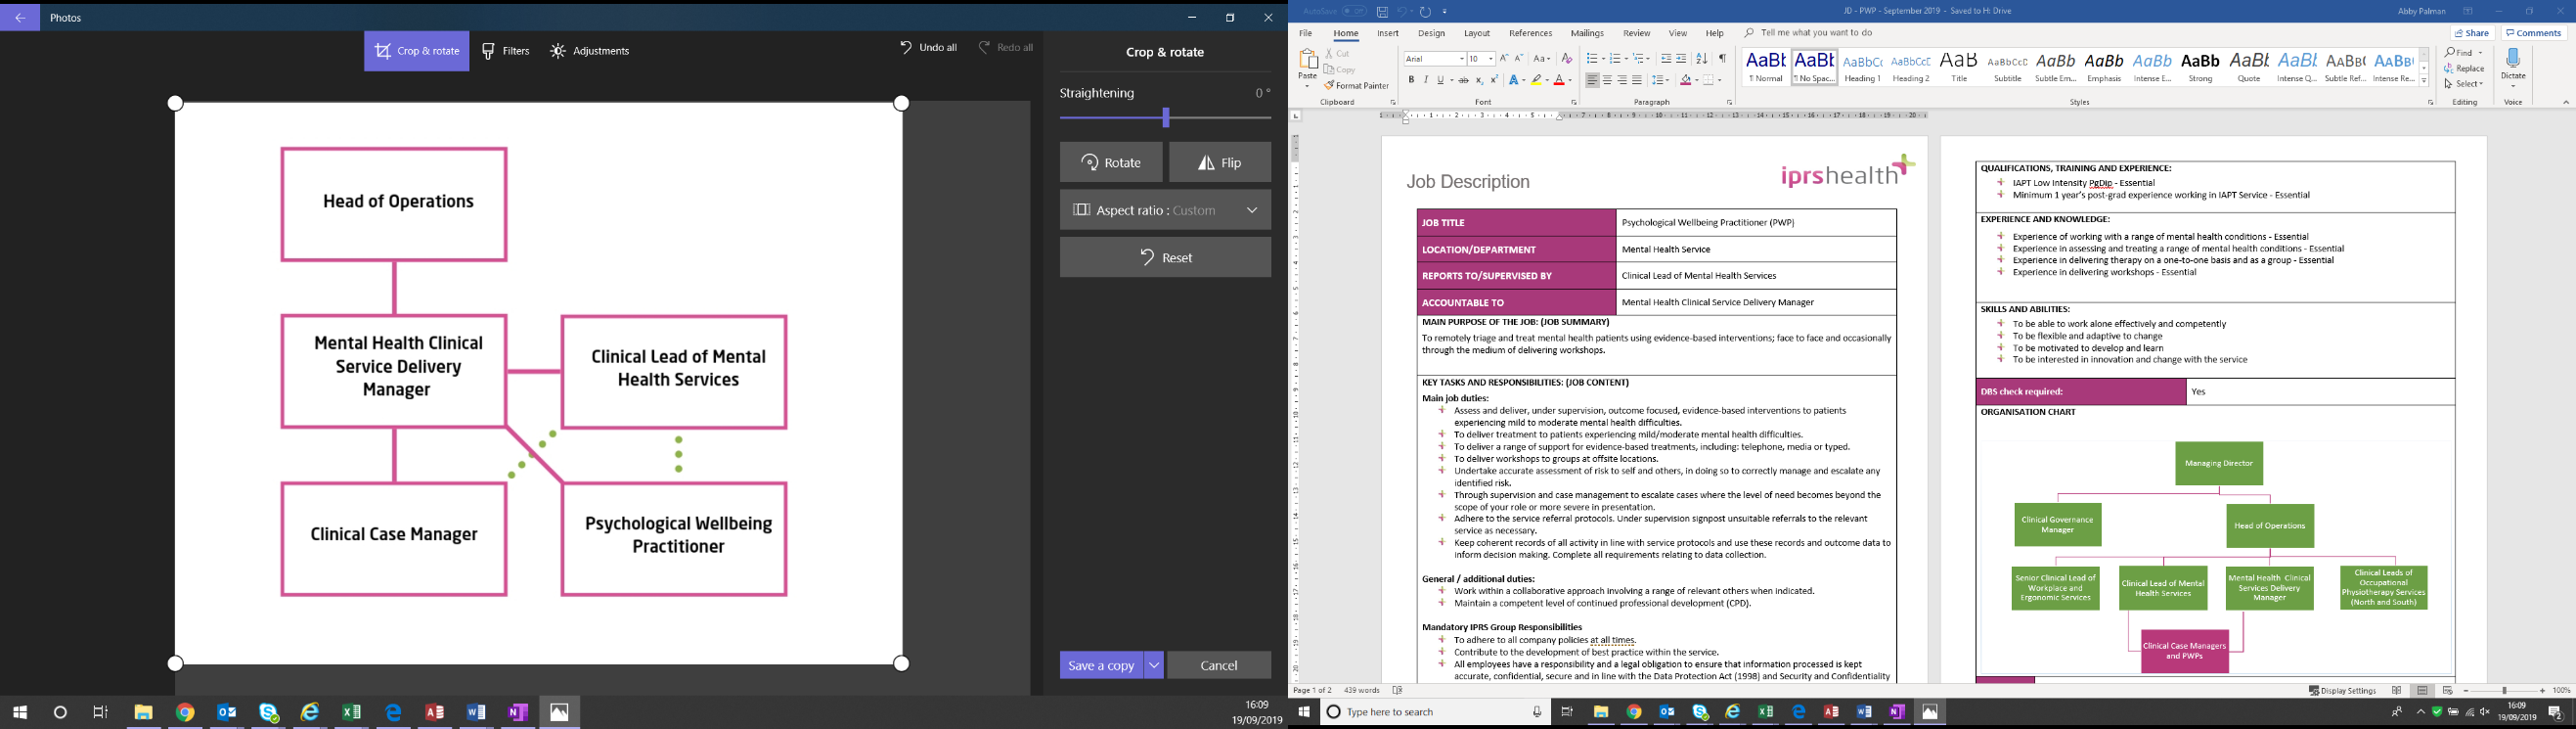 Photos
Crop & rotate
Filters
Adjustments
Undo all
Redo all
Crop & rotate
Straightening
0 °
Rotate
Flip
Aspect ratio : Custom
Reset
Save a copy
Cancel
Head of Operations
Mental Health Clinical
Service Delivery
Manager
Clinical Lead of Mental
Health Services
Clinical Case Manager
Psychological Wellbeing
Practitioner
16:09
19/09/2019
AutoSave
Off
JD - PWP - September 2019 - Saved to H: Drive
Abby Palman
File Home Insert Design Layout References Mailings Review View Help Tell me what you want to do
Share
Comments
Paste
Cut
Copy
Format Painter
Clipboard
Arial
10
Font
Paragraph
¶ Normal
¶ No Spac...
Heading 1
Heading 2
Title
Subtitle
Subtle Em...
Emphasis
Intense E...
Strong
Quote
Intense Q...
Subtle Ref...
Intense Re...
Styles
Find
Replace
Select
Editing
Dictate
Voice
Job Description
iprshealth
JOB TITLE
Psychological Wellbeing Practitioner (PWP)
LOCATION/DEPARTMENT
Mental Health Service
REPORTS TO/SUPERVISED BY
Clinical Lead of Mental Health Services
ACCOUNTABLE TO
Mental Health Clinical Service Delivery Manager
MAIN PURPOSE OF THE JOB: (JOB SUMMARY)
To remotely triage and treat mental health patients using evidence-based interventions; face to face and occasionally
through the medium of delivering workshops.
KEY TASKS AND RESPONSIBILITIES: (JOB CONTENT)
Main job duties:
Assess and deliver, under supervision, outcome focused, evidence-based interventions to patients
experiencing mild to moderate mental health difficulties.
To deliver treatment to patients experiencing mild/moderate mental health difficulties.
To deliver a range of support for evidence-based treatments, including: telephone, media or typed.
To deliver workshops to groups at offsite locations.
Undertake accurate assessment of risk to self and others, in doing so to correctly manage and escalate any
identified risk.
Through supervision and case management to escalate cases where the level of need becomes beyond the
scope of your role or more severe in presentation.
Adhere to the service referral protocols. Under supervision signpost unsuitable referrals to the relevant
service as necessary.
Keep coherent records of all activity in line with service protocols and use these records and outcome data to
inform decision making. Complete all requirements relating to data collection.
General / additional duties:
Work within a collaborative approach involving a range of relevant others when indicated.
Maintain a competent level of continued professional development (CPD).
Mandatory IPRS Group Responsibilities
To adhere to all company policies at all times.
Contribute to the development of best practice within the service.
All employees have a responsibility and a legal obligation to ensure that information processed is kept
accurate, confidential, secure and in line with the Data Protection Act (1998) and Security and Confidentiality
QUALIFICATIONS, TRAINING AND EXPERIENCE:
IAPT Low Intensity PgDip - Essential
Minimum 1 year's post-grad experience working in IAPT Service - Essential
EXPERIENCE AND KNOWLEDGE:
Experience of working with a range of mental health conditions - Essential
Experience in assessing and treating a range of mental health conditions - Essential
Experience in delivering therapy on a one-to-one basis and as a group - Essential
Experience in delivering workshops - Essential
SKILLS AND ABILITIES:
To be able to work alone effectively and competently
To be flexible and adaptive to change
To be motivated to develop and learn
To be interested in innovation and change with the service
DBS check required:
Yes
ORGANISATION CHART
Managing Director
Clinical Governance
Manager
Head of Operations
Senior Clinical Lead of
Workplace and
Ergonomic Services
Clinical Lead of Mental
Health Services
Mental Health Clinical
Services Delivery
Manager
Clinical Leads of
Occupational
Physiotherapy Services
(North and South)
Clinical Case Managers
and PWPs
Page 1 of 2
439 words
Display Settings
100%
Type here to search
16:09
19/09/2019